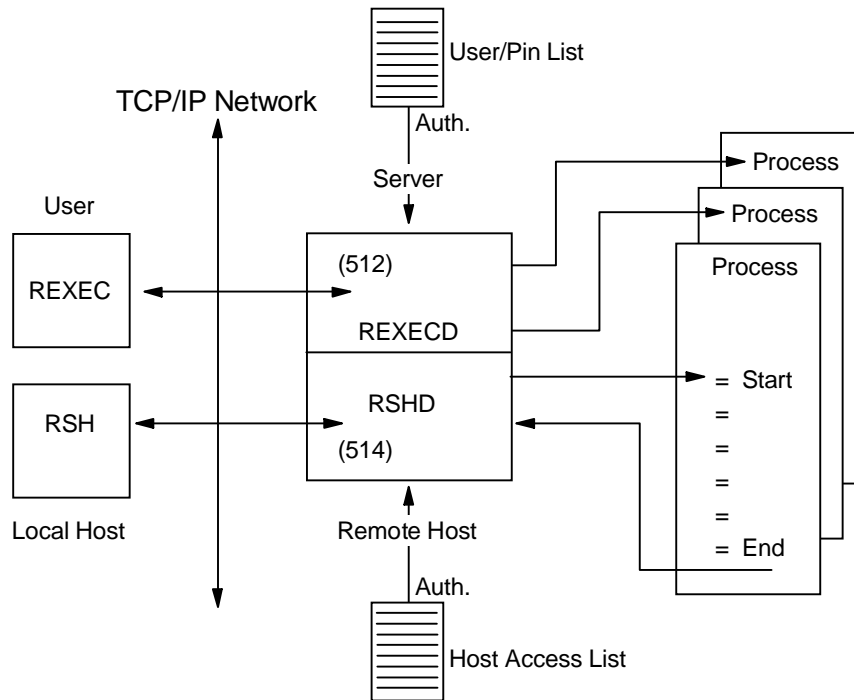 User/Pin List
TCP/IP Network
Auth.
Process
Server
User
Process
(512)
Process
REXEC
REXECD
= Start
RSHD
=
RSH
(514)
=
=
=
Local Host
Remote Host
= End
Auth.
Host Access List